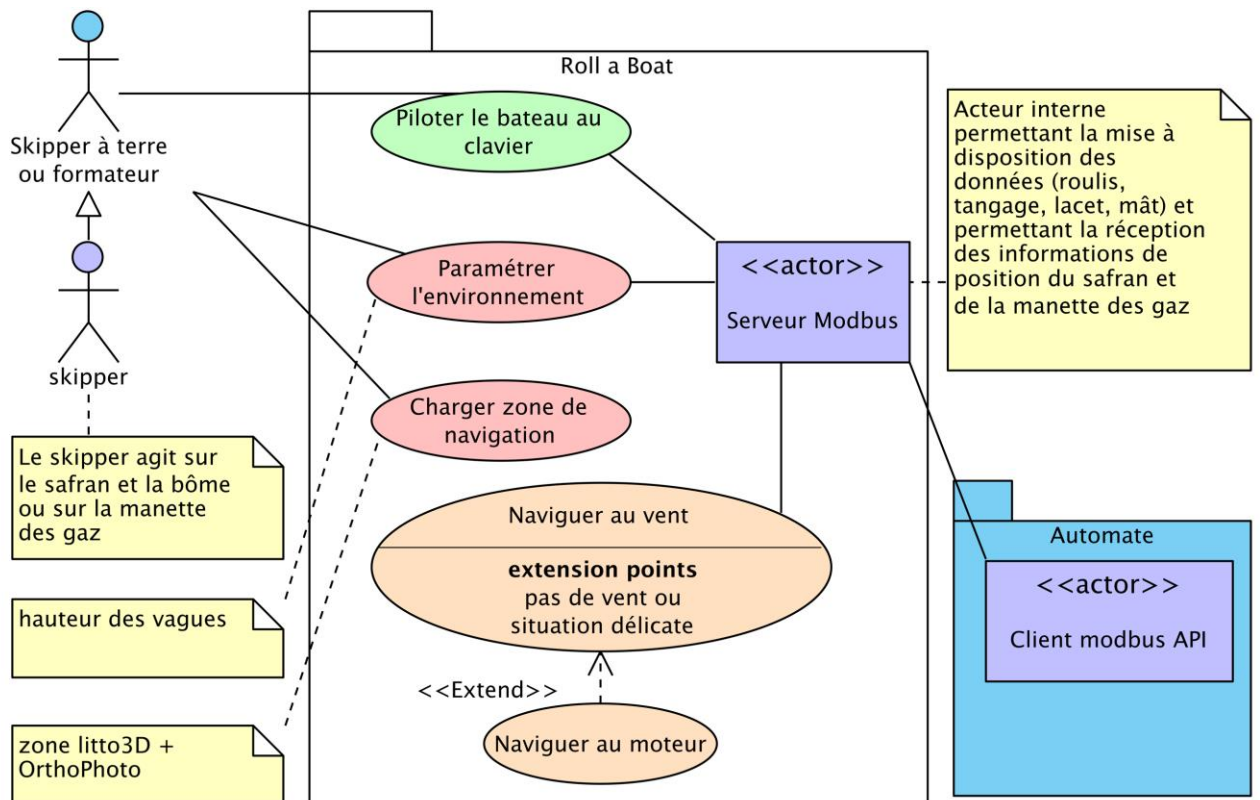 Roll a Boat
Skipper à terre
ou formateur
skipper
Le skipper agit sur
le safran et la bôme
ou sur la manette
des gaz
hauteur des vagues
zone litto3D +
OrthoPhoto
Piloter le bateau au
clavier
Paramétrer
l'environnement
Charger zone de
navigation
Naviguer au vent
extension points
pas de vent ou
situation délicate
<<Extend>>
Naviguer au moteur
<<actor>>
Serveur Modbus
Acteur interne
permettant la mise à
disposition des
données (roulis,
tangage, lacet, mât) et
permettant la réception
des informations de
position du safran et
de la manette des gaz
Automate
<<actor>>
Client modbus API